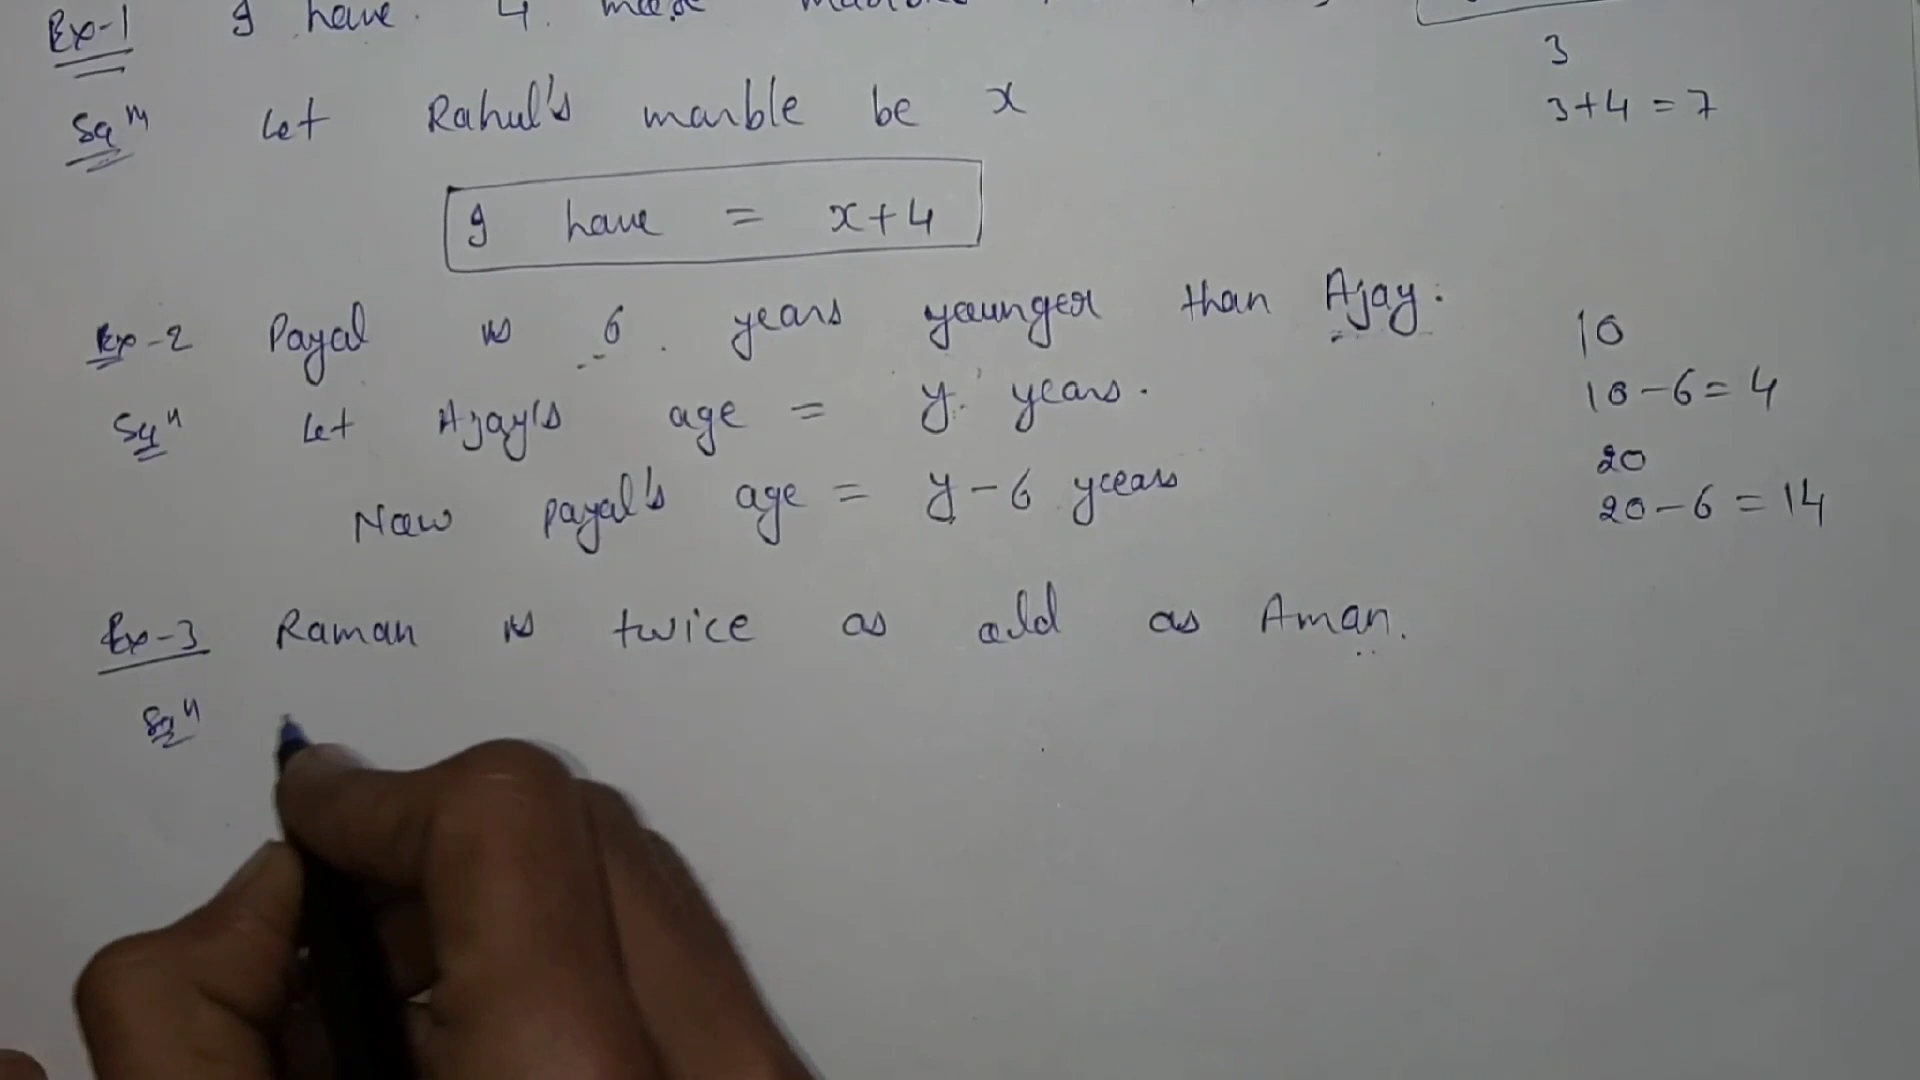 Ex-1 I have 4
3
Solⁿ Let Rahul's marble be x
3+4=7
I have = x+4
Ex-2 Payal is 6 years younger than Ajay.
10
Solⁿ Let Ajay's age = y years.
10-6=4
20
Now payal's age = y-6 years
20-6=14
Ex-3 Raman is twice as old as Aman.
Solⁿ